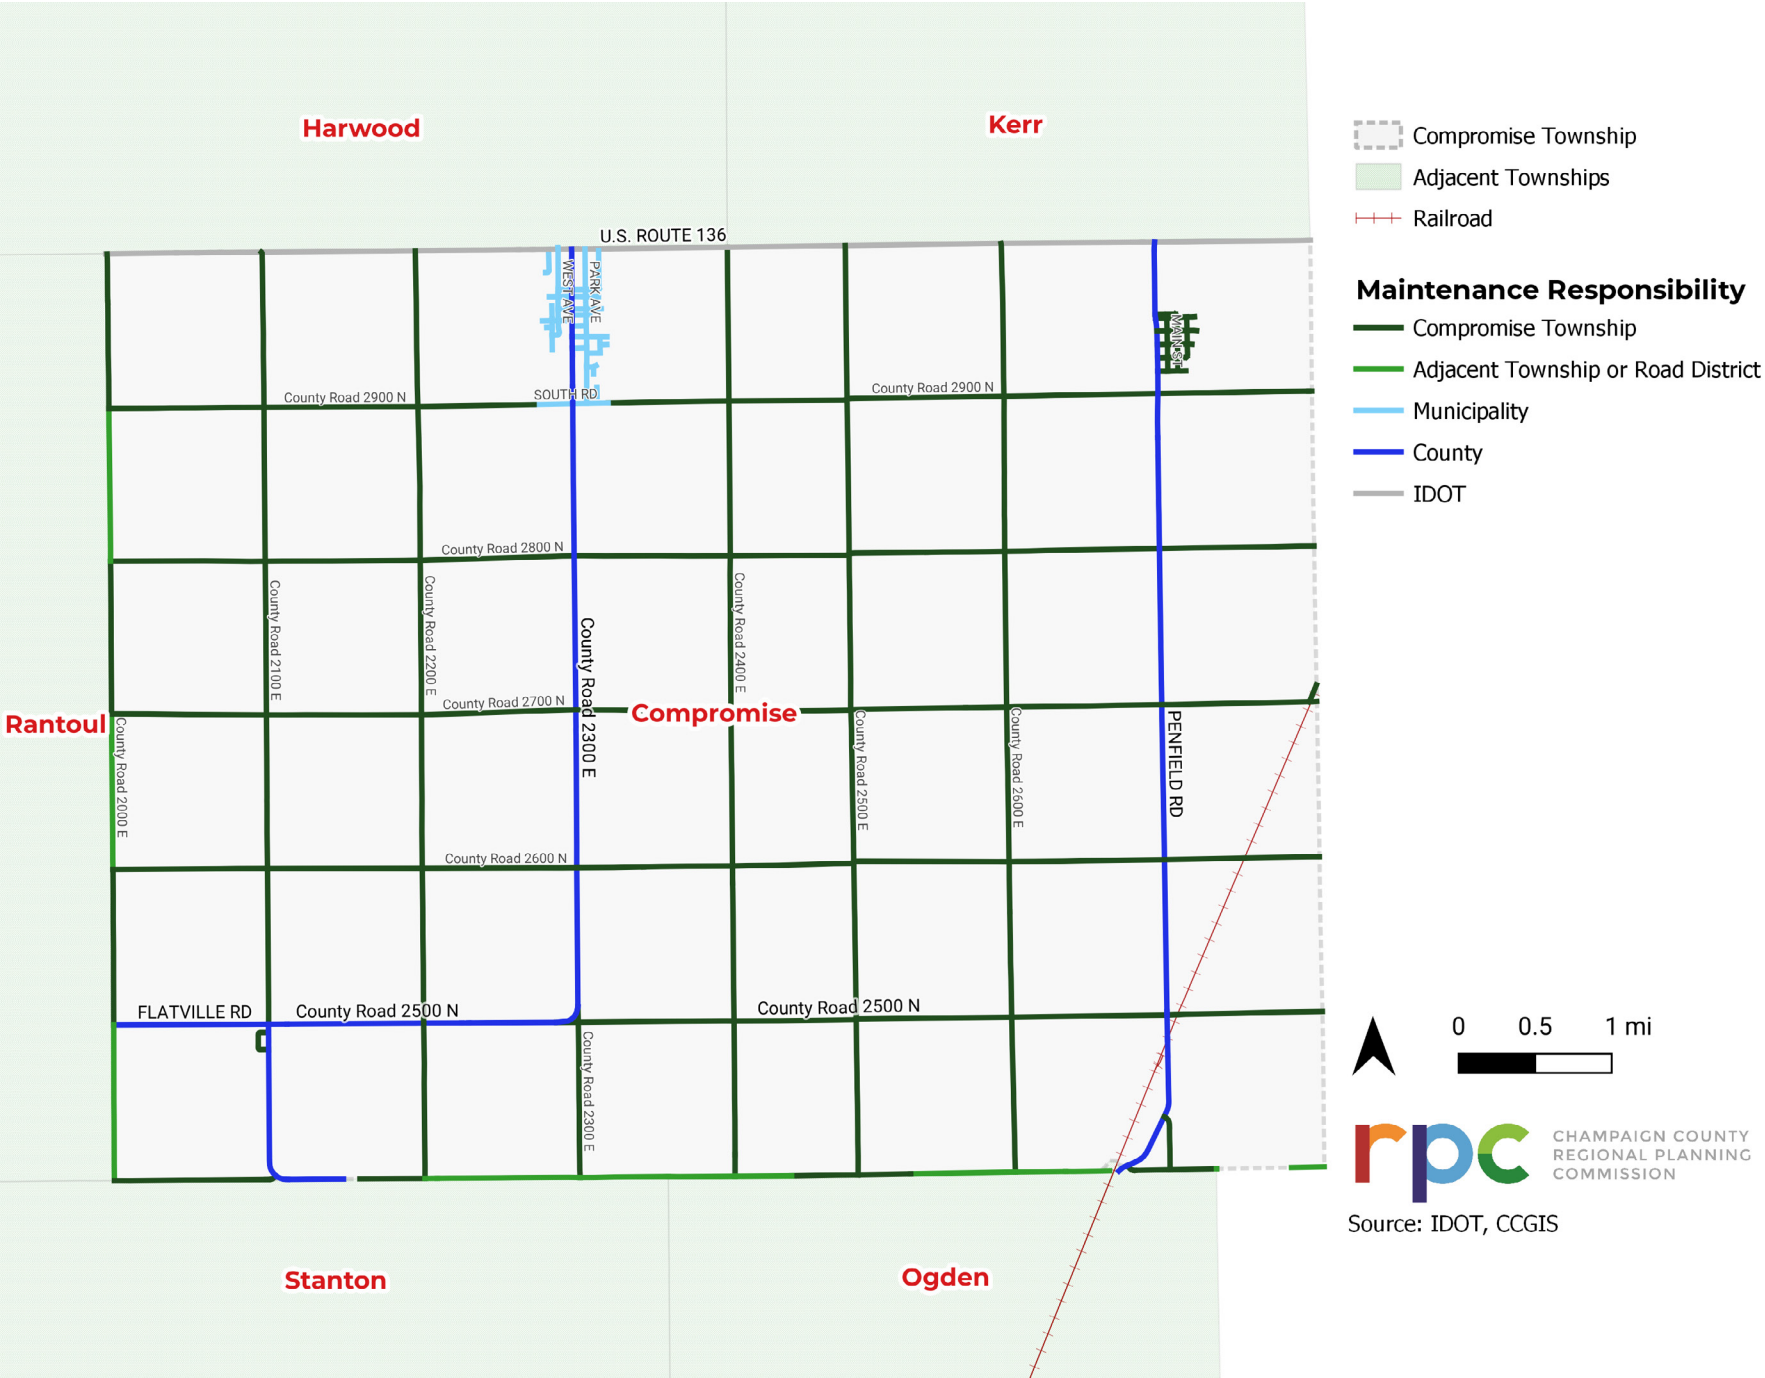 Harwood
Kerr
U.S. ROUTE 136
WEST AVE
PARK AVE
MAIN ST
County Road 2900 N
SOUTH RD
County Road 2900 N
County Road 2800 N
County Road 2100 E
County Road 2200 E
County Road 2300 E
County Road 2400 E
County Road 2700 N
Compromise
Rantoul
County Road 2000 E
County Road 2500 E
County Road 2600 E
PENFIELD RD
County Road 2600 N
FLATVILLE RD
County Road 2500 N
County Road 2500 N
County Road 2300 E
Stanton
Ogden
Compromise Township
Adjacent Townships
Railroad
Maintenance Responsibility
Compromise Township
Adjacent Township or Road District
Municipality
County
IDOT
0 0.5 1 mi
rpc
CHAMPAIGN COUNTY
REGIONAL PLANNING
COMMISSION
Source: IDOT, CCGIS